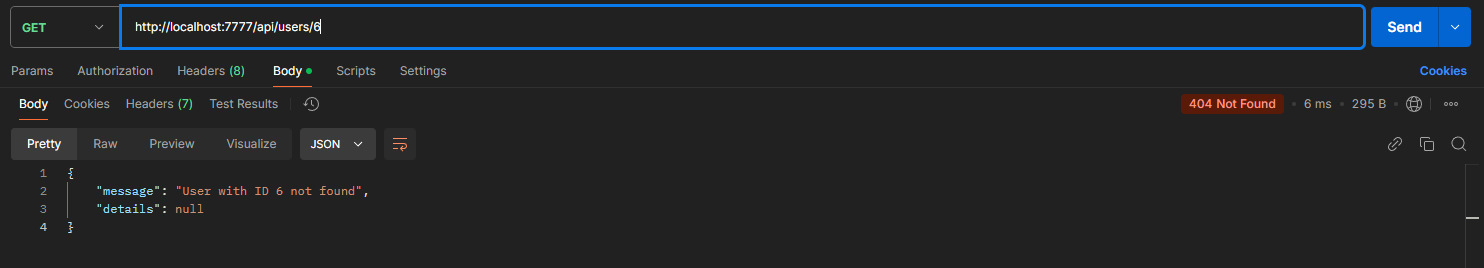 GET http://localhost:7777/api/users/6 Send
Params Authorization Headers (8) Body Scripts Settings Cookies
Body Cookies Headers (7) Test Results 404 Not Found 6 ms 295 B
Pretty Raw Preview Visualize JSON
1 {
2 "message": "User with ID 6 not found",
3 "details": null
4 }